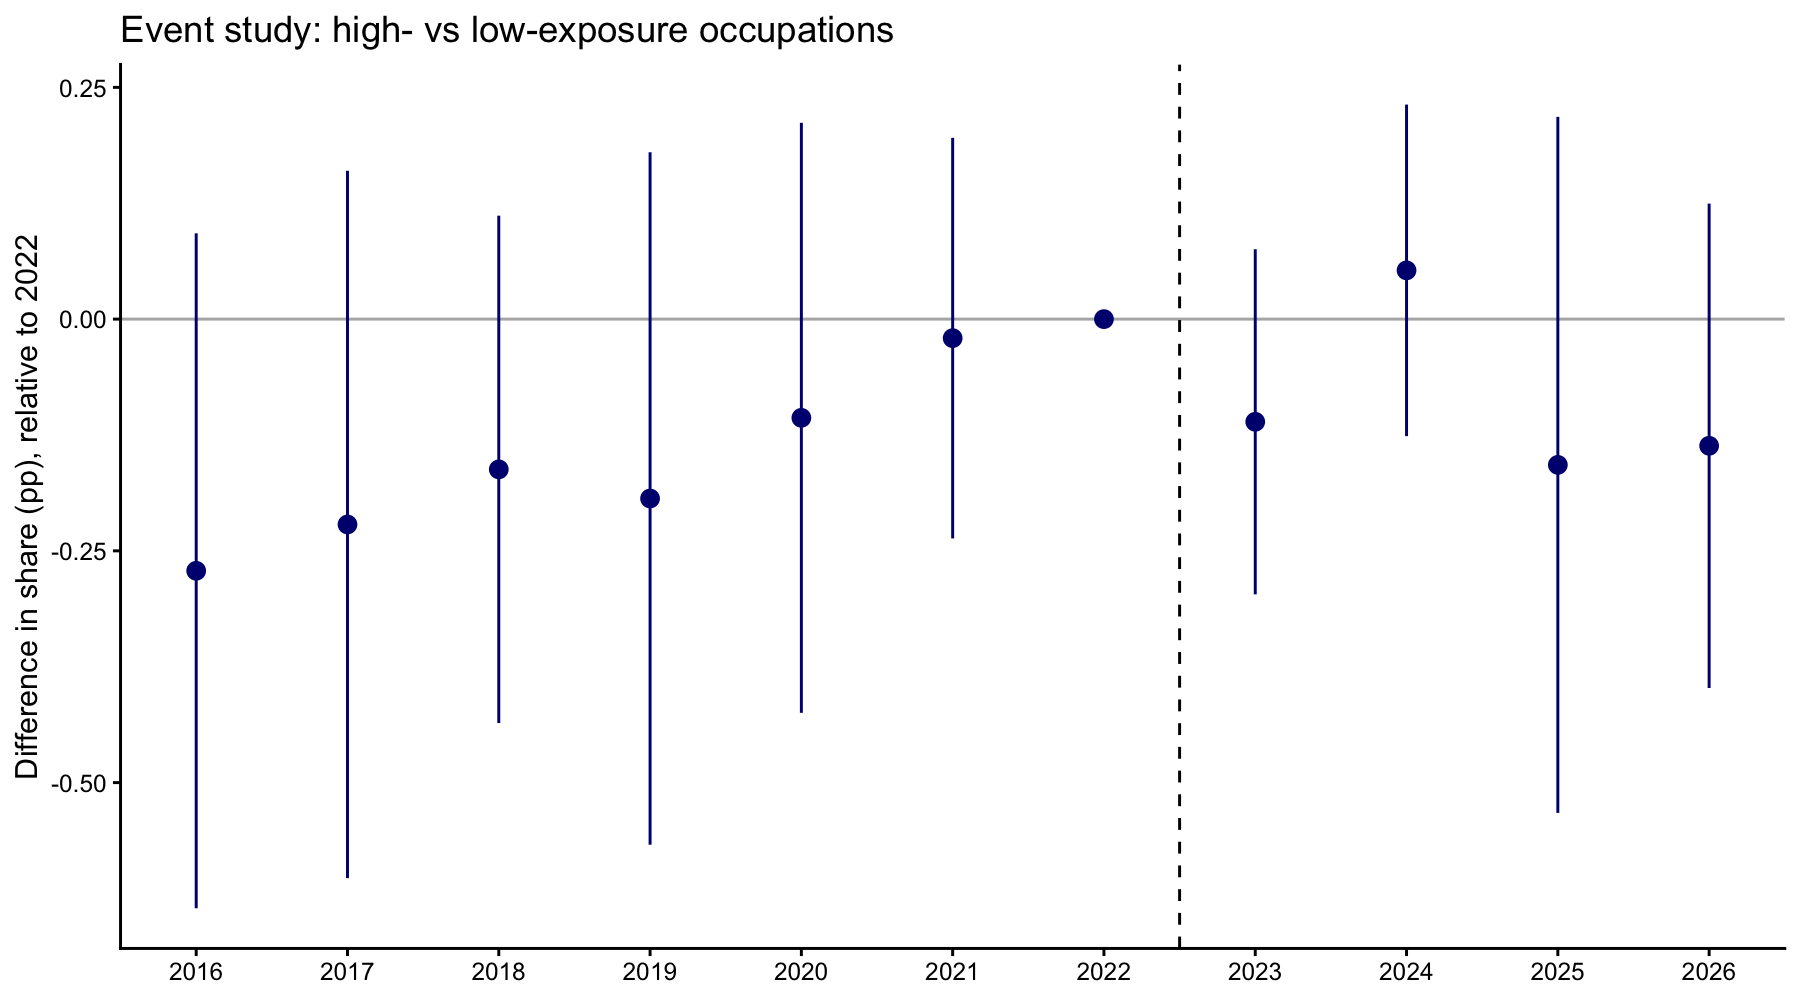 Event study: high- vs low-exposure occupations
Difference in share (pp), relative to 2022
0.25
0.00
-0.25
-0.50
2016 2017 2018 2019 2020 2021 2022 2023 2024 2025 2026